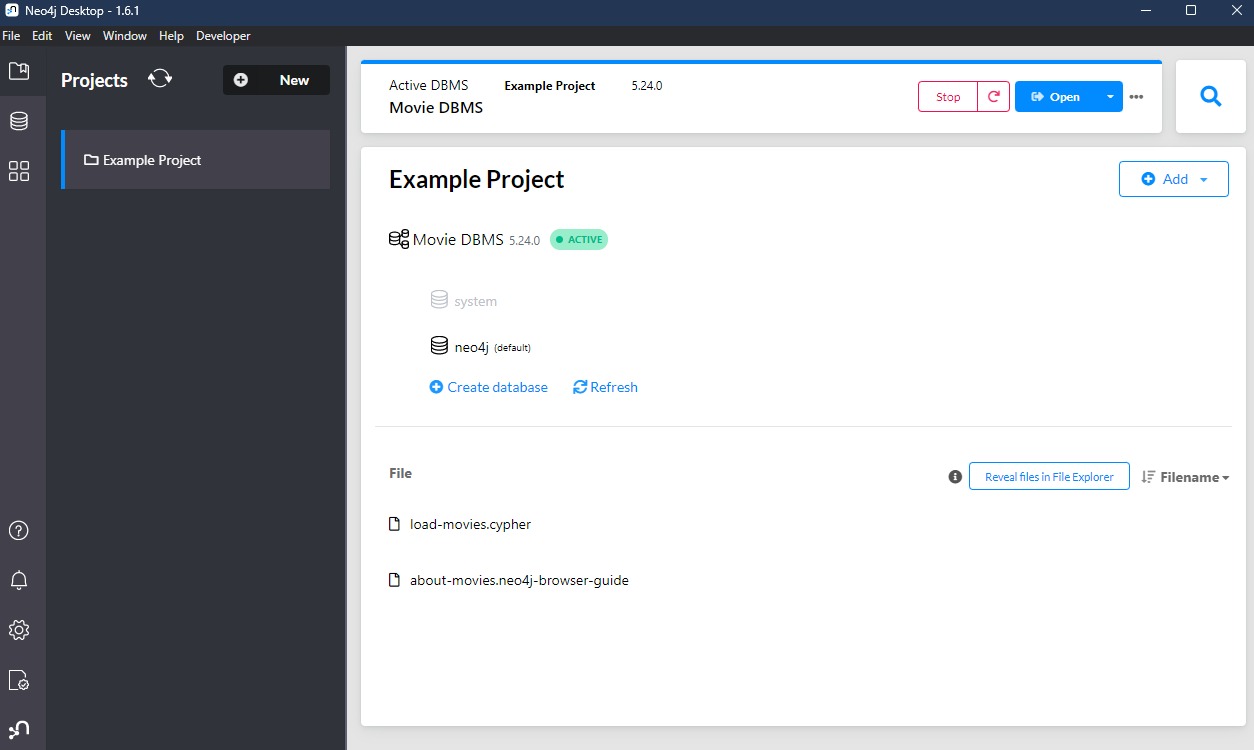 Neo4j Desktop - 1.6.1
File Edit View Window Help Developer
Projects
New
Example Project
Active DBMS Example Project 5.24.0
Movie DBMS
Stop
Open
Example Project
Add
Movie DBMS 5.24.0 ACTIVE
system
neo4j (default)
Create database Refresh
File
Reveal files in File Explorer
Filename
load-movies.cypher
about-movies.neo4j-browser-guide